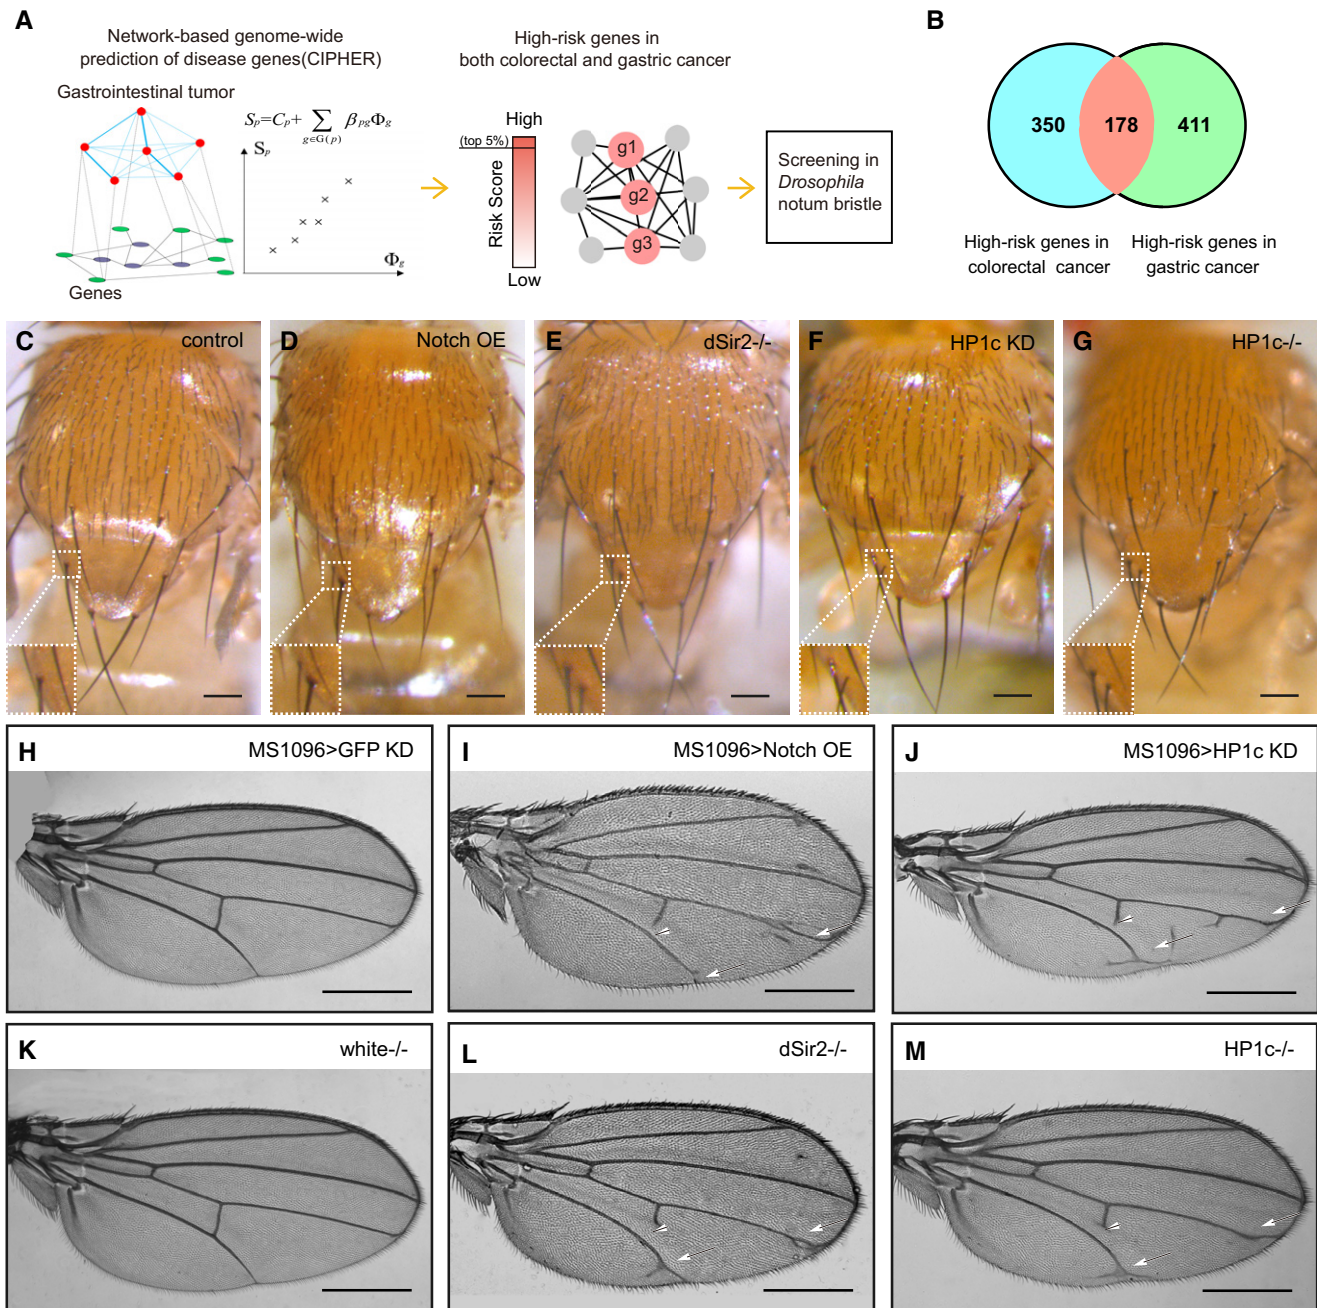 A
Network-based genome-wide
prediction of disease genes(CIPHER)
Gastrointestinal tumor
Sp=Cp+ ∑ βpgΦg
g∈G(p)
Sp
Φg
Genes
High-risk genes in
both colorectal and gastric cancer
High
(top 5%)
Risk Score
Low
g1
g2
g3
Screening in
Drosophila
notum bristle
B
350
178
411
High-risk genes in
colorectal cancer
High-risk genes in
gastric cancer
C
control
D
Notch OE
E
dSir2-/-
F
HP1c KD
G
HP1c-/-
H
MS1096>GFP KD
I
MS1096>Notch OE
J
MS1096>HP1c KD
K
white-/-
L
dSir2-/-
M
HP1c-/-